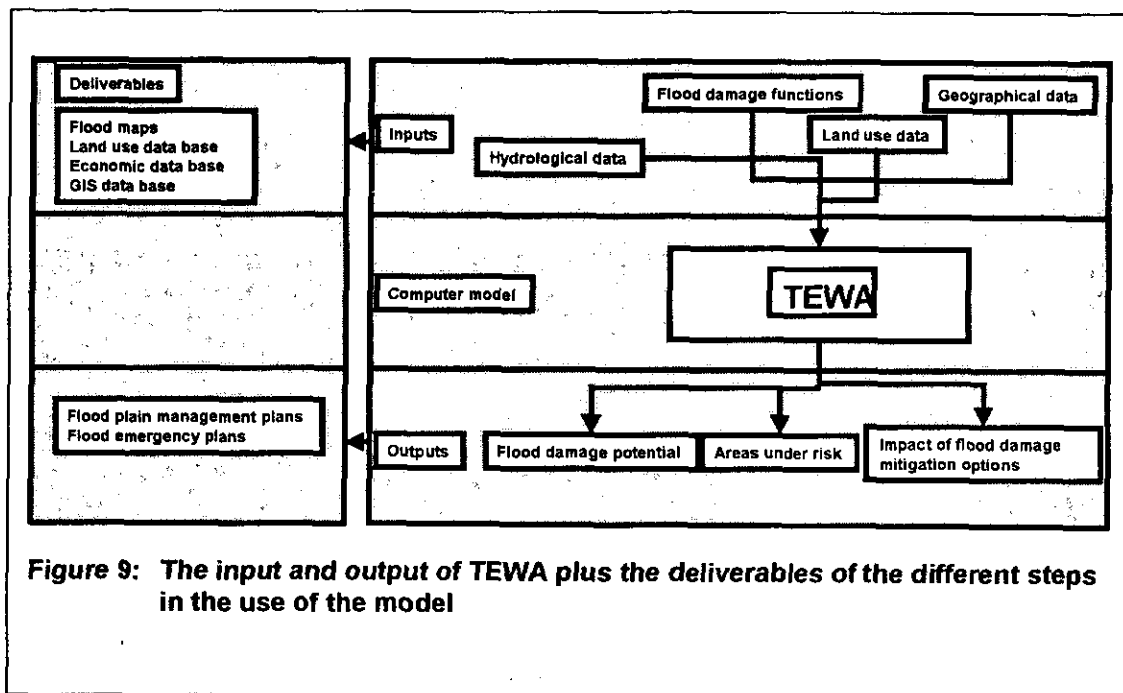 Deliverables
Flood maps
Land use data base
Economic data base
GIS data base
Inputs
Flood damage functions
Geographical data
Land use data
Hydrological data
Computer model
TEWA
Flood plain management plans
Flood emergency plans
Outputs
Flood damage potential
Areas under risk
Impact of flood damage
mitigation options
Figure 9: The input and output of TEWA plus the deliverables of the different steps
in the use of the model